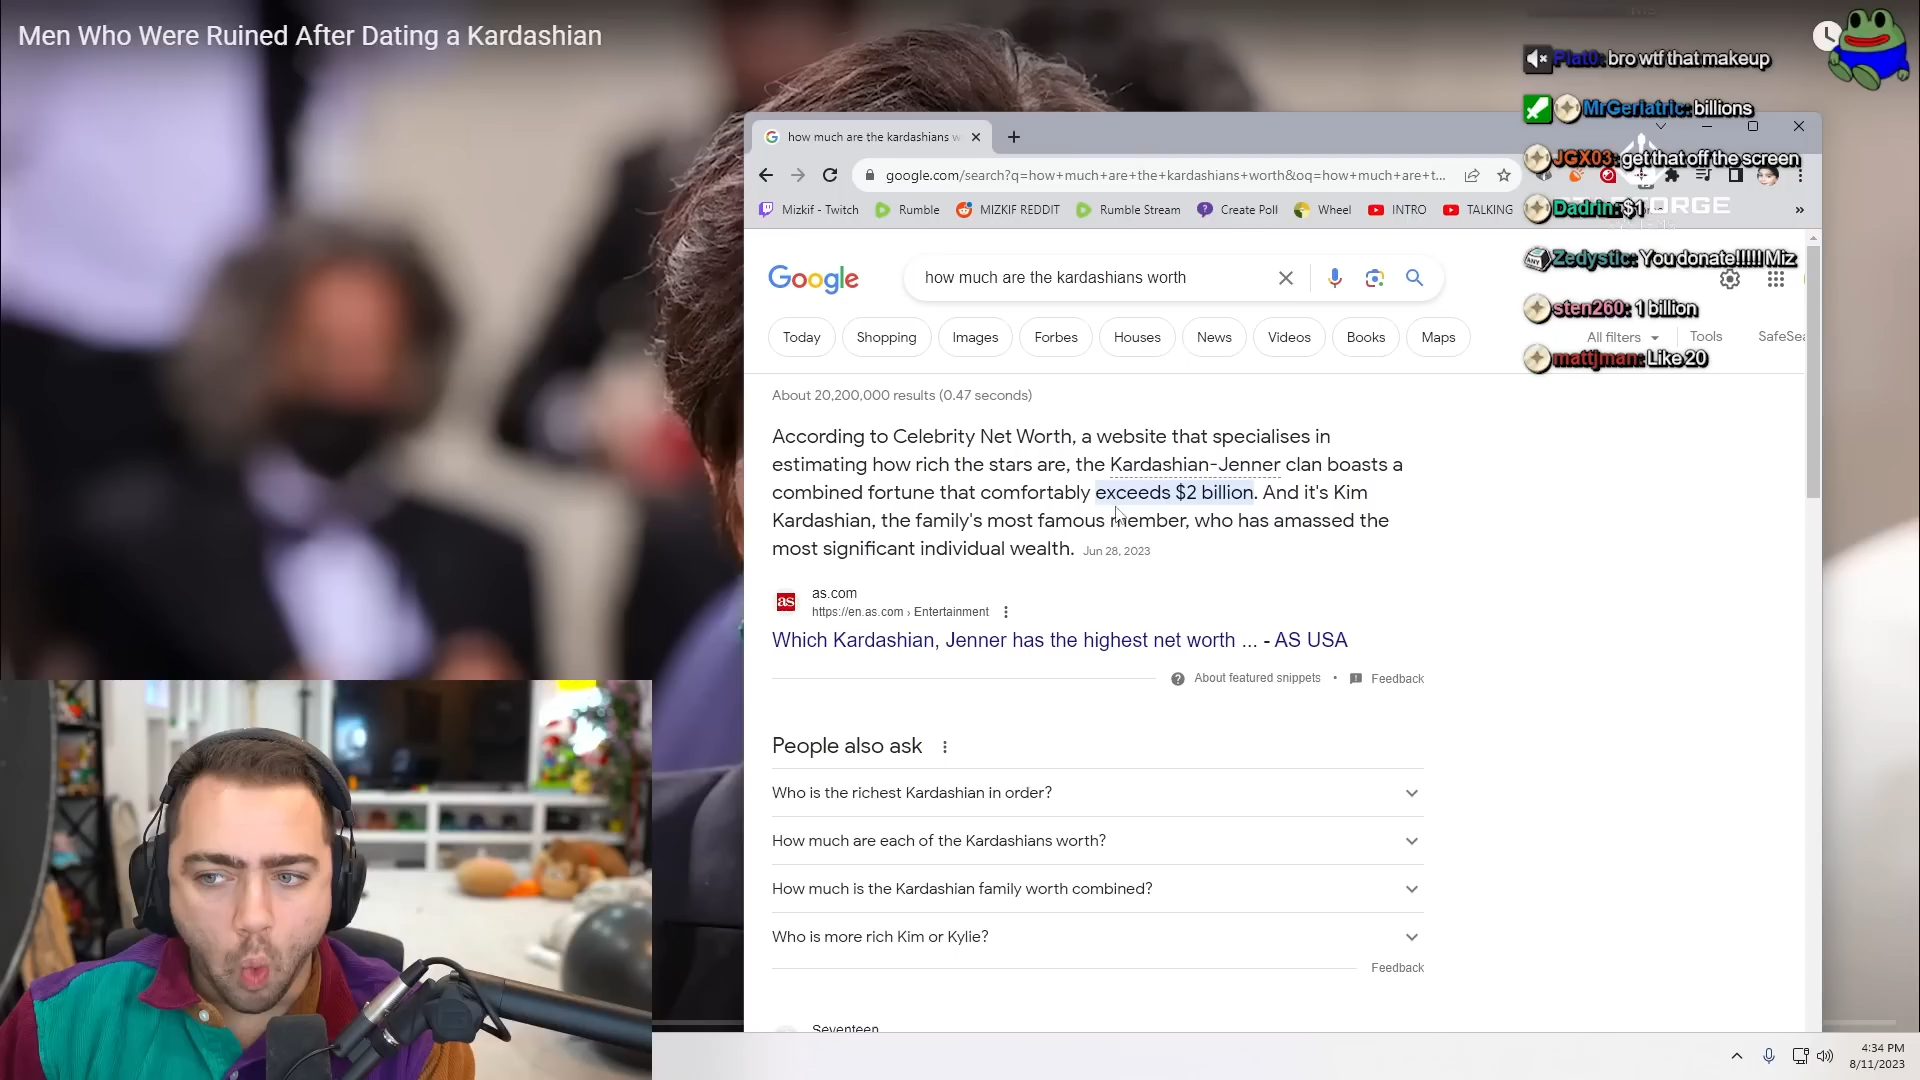 Men Who Were Ruined After Dating a Kardashian
Plat0: bro wtf that makeup
MrGeriatric: billions
JGX03: get that off the screen
Dadrin: $1
Zedystic: You donate!!!!! Miz
sten260: 1 billion
mattjman: Like 20
how much are the kardashians w
google.com/search?q=how+much+are+the+kardashians+worth&oq=how+much+are+t...
Mizkif - Twitch
Rumble
MIZKIF REDDIT
Rumble Stream
Create Poll
Wheel
INTRO
TALKING
»
Google
how much are the kardashians worth
Today
Shopping
Images
Forbes
Houses
News
Videos
Books
Maps
All filters
Tools
SafeSea
About 20,200,000 results (0.47 seconds)
According to Celebrity Net Worth, a website that specialises in
estimating how rich the stars are, the Kardashian-Jenner clan boasts a
combined fortune that comfortably exceeds $2 billion. And it's Kim
Kardashian, the family's most famous member, who has amassed the
most significant individual wealth. Jun 28, 2023
as
as.com
https://en.as.com › Entertainment
Which Kardashian, Jenner has the highest net worth ... - AS USA
About featured snippets • Feedback
People also ask
Who is the richest Kardashian in order?
How much are each of the Kardashians worth?
How much is the Kardashian family worth combined?
Who is more rich Kim or Kylie?
Feedback
Seventeen
4:34 PM
8/11/2023